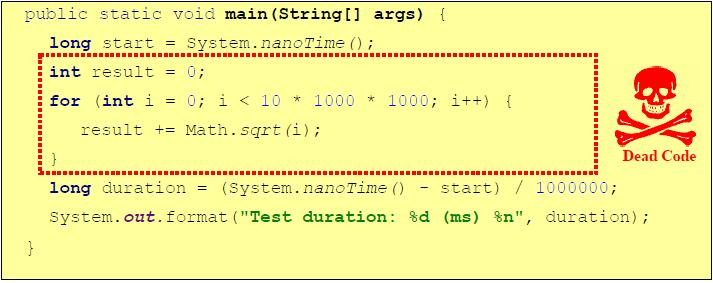 public static void main(String[] args) {
long start = System.nanoTime();
int result = 0;
for (int i = 0; i < 10 * 1000 * 1000; i++) {
result += Math.sqrt(i);
}
Dead Code
long duration = (System.nanoTime() - start) / 1000000;
System.out.format("Test duration: %d (ms) %n", duration);
}